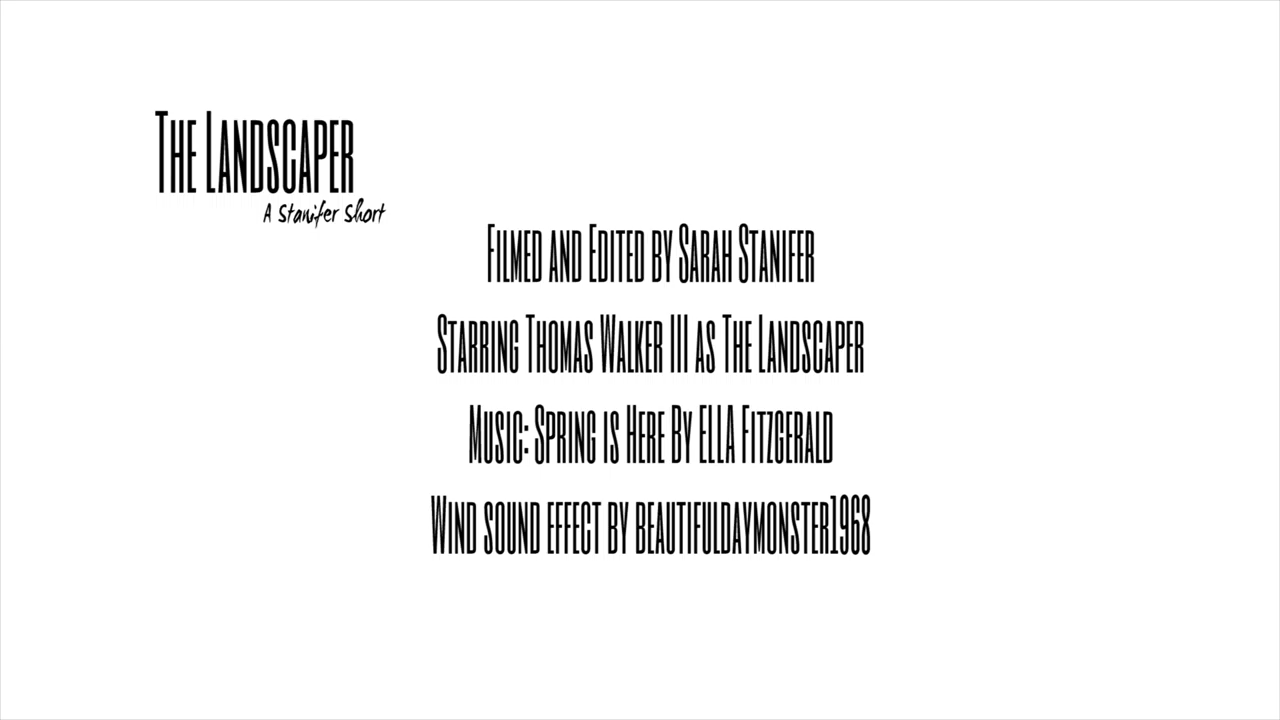 The Landscaper
A Stanifer Short
Filmed and Edited by Sarah Stanifer
Starring Thomas Walker III as The Landscaper
Music: Spring is Here By ELLA Fitzgerald
Wind sound effect by beautifuldaymonster1968